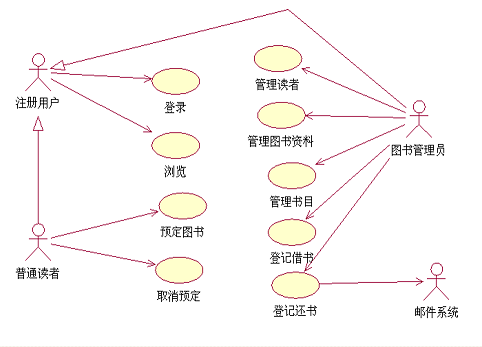 注册用户
登录
浏览
普通读者
预定图书
取消预定
管理读者
管理图书资料
管理书目
登记借书
登记还书
图书管理员
邮件系统